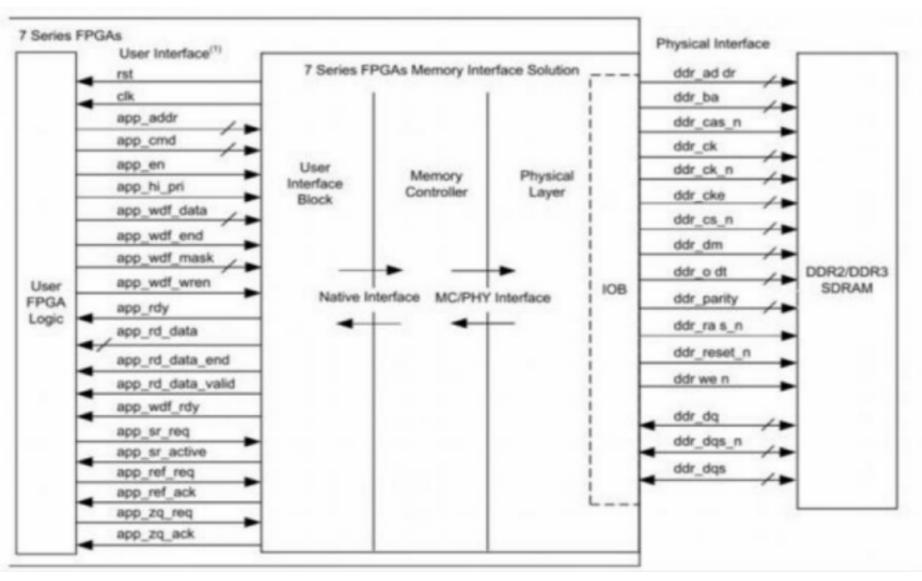 7 Series FPGAs
User Interface(1)
rst
clk
app_addr
app_cmd
app_en
app_hi_pri
app_wdf_data
app_wdf_end
app_wdf_mask
app_wdf_wren
app_rdy
app_rd_data
app_rd_data_end
app_rd_data_valid
app_wdf_rdy
app_sr_req
app_sr_active
app_ref_req
app_ref_ack
app_zq_req
app_zq_ack
User
FPGA
Logic
7 Series FPGAs Memory Interface Solution
User
Interface
Block
Memory
Controller
Physical
Layer
Native Interface
MC/PHY Interface
IOB
Physical Interface
ddr_ad dr
ddr_ba
ddr_cas_n
ddr_ck
ddr_ck_n
ddr_cke
ddr_cs_n
ddr_dm
ddr_o dt
ddr_parity
ddr_ra s_n
ddr_reset_n
ddr we n
ddr_dq
ddr_dqs_n
ddr_dqs
DDR2/DDR3
SDRAM